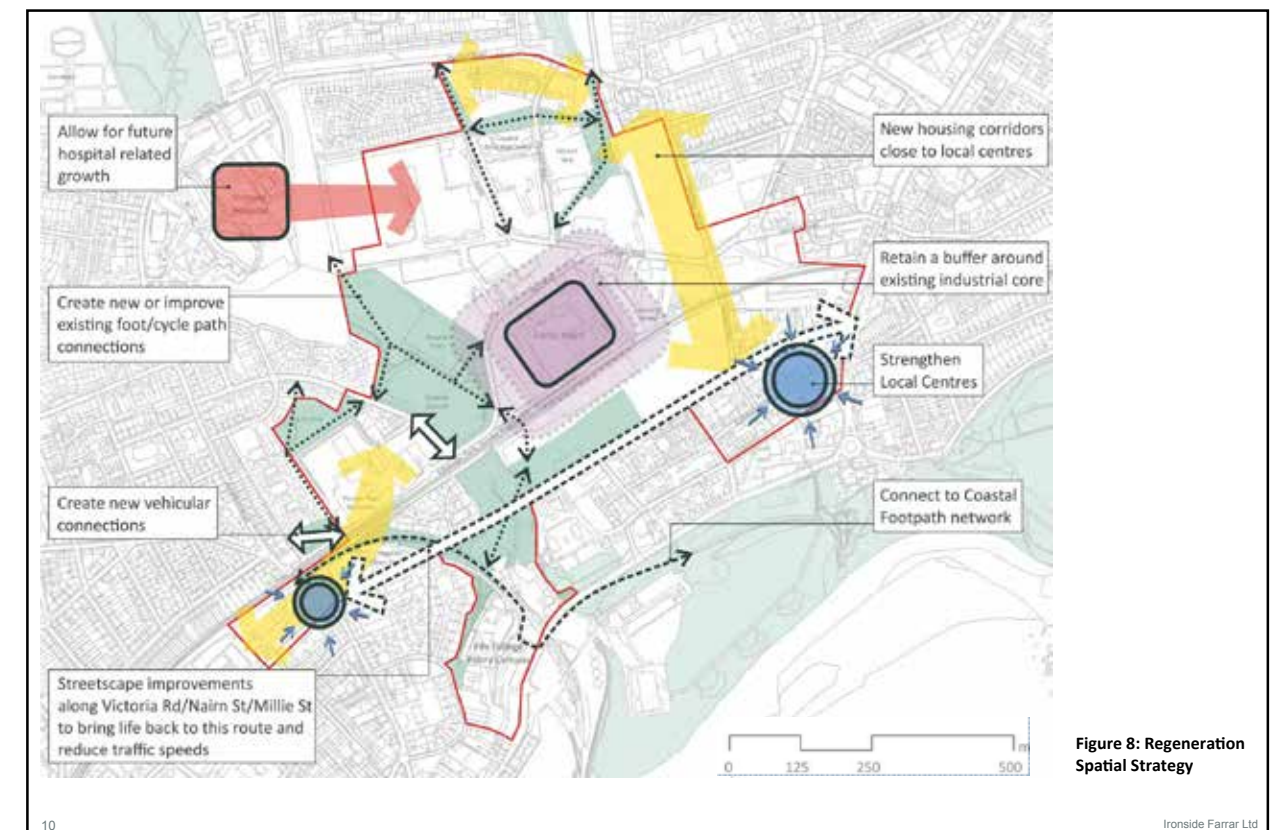 Allow for future
hospital related
growth
New housing corridors
close to local centres
Retain a buffer around
existing industrial core
Create new or improve
existing foot/cycle path
connections
Strengthen
Local Centres
Create new vehicular
connections
Connect to Coastal
Footpath network
Streetscape improvements
along Victoria Rd/Nairn St/Millie St
to bring life back to this route and
reduce traffic speeds
0 125 250 500 m
Figure 8: Regeneration
Spatial Strategy
10
Ironside Farrar Ltd